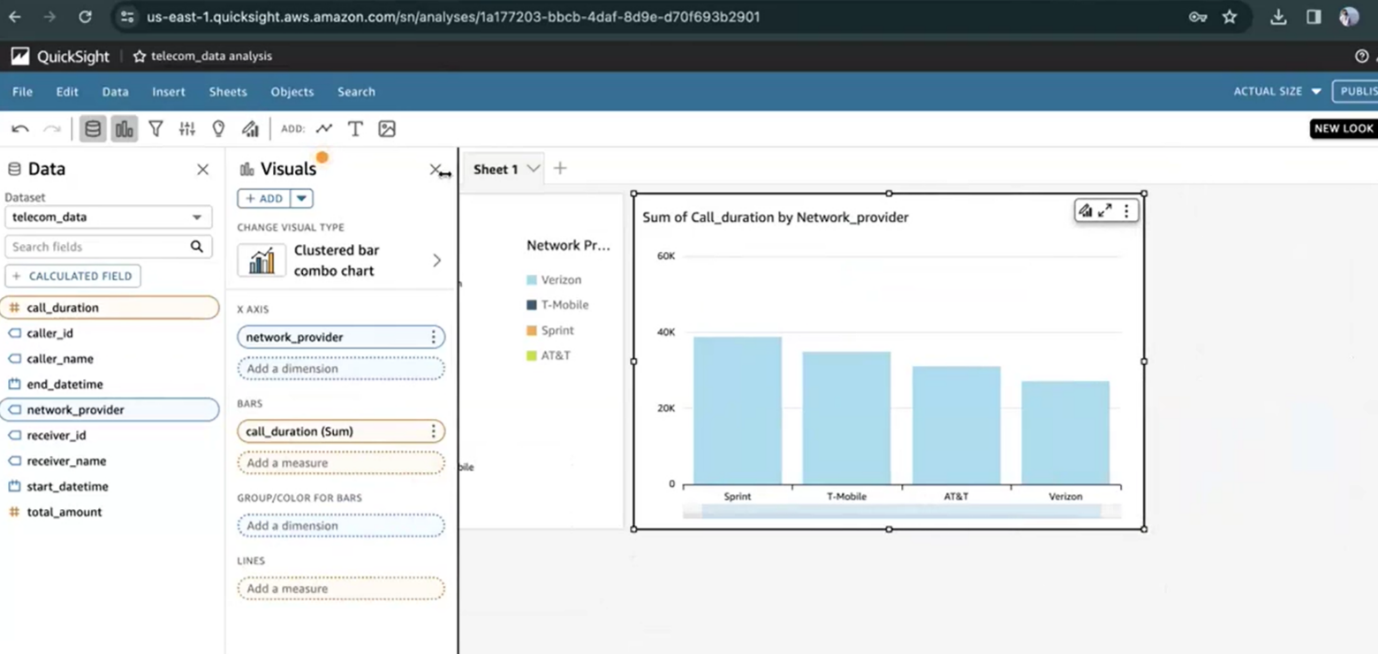 us-east-1.quicksight.aws.amazon.com/sn/analyses/1a177203-bbcb-4daf-8d9e-d70f693b2901
QuickSight
telecom_data analysis
File Edit Data Insert Sheets Objects Search
ACTUAL SIZE
PUBLIS
ADD:
NEW LOOK
Data
Dataset
telecom_data
Search fields
+ CALCULATED FIELD
call_duration
caller_id
caller_name
end_datetime
network_provider
receiver_id
receiver_name
start_datetime
total_amount
Visuals
+ ADD
CHANGE VISUAL TYPE
Clustered bar
combo chart
X AXIS
network_provider
Add a dimension
BARS
call_duration (Sum)
Add a measure
GROUP/COLOR FOR BARS
Add a dimension
LINES
Add a measure
Sheet 1
Network Pr...
Verizon
T-Mobile
Sprint
AT&T
bile
Sum of Call_duration by Network_provider
60K
40K
20K
0
Sprint T-Mobile AT&T Verizon